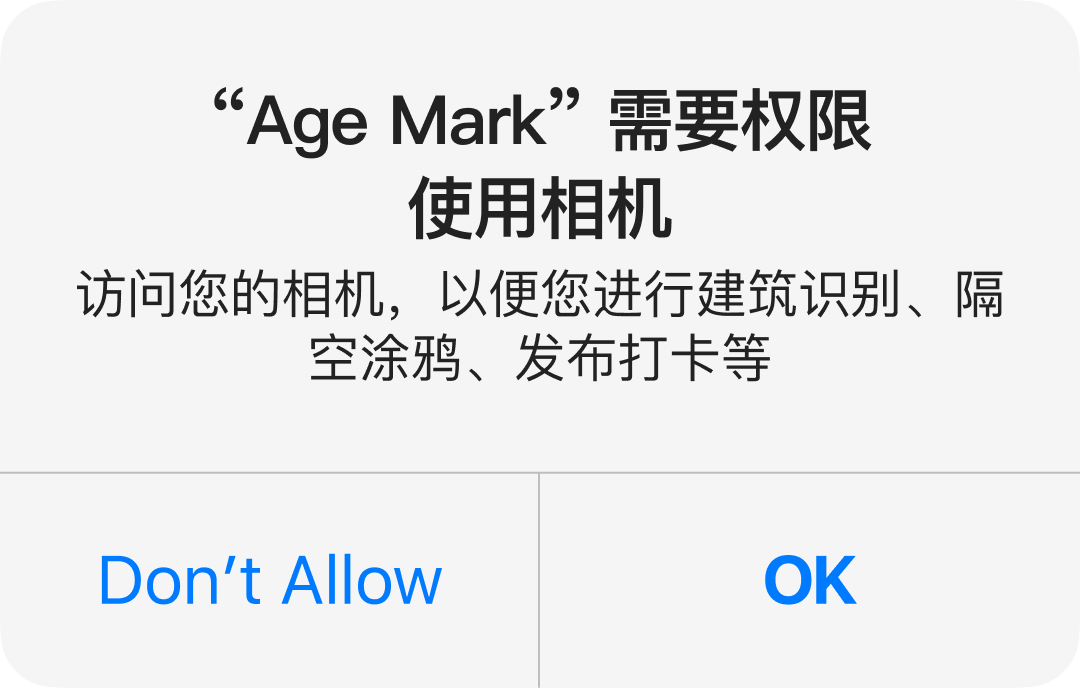 “Age Mark” 需要权限
使用相机
访问您的相机，以便您进行建筑识别、隔
空涂鸦、发布打卡等
Don’t Allow
OK